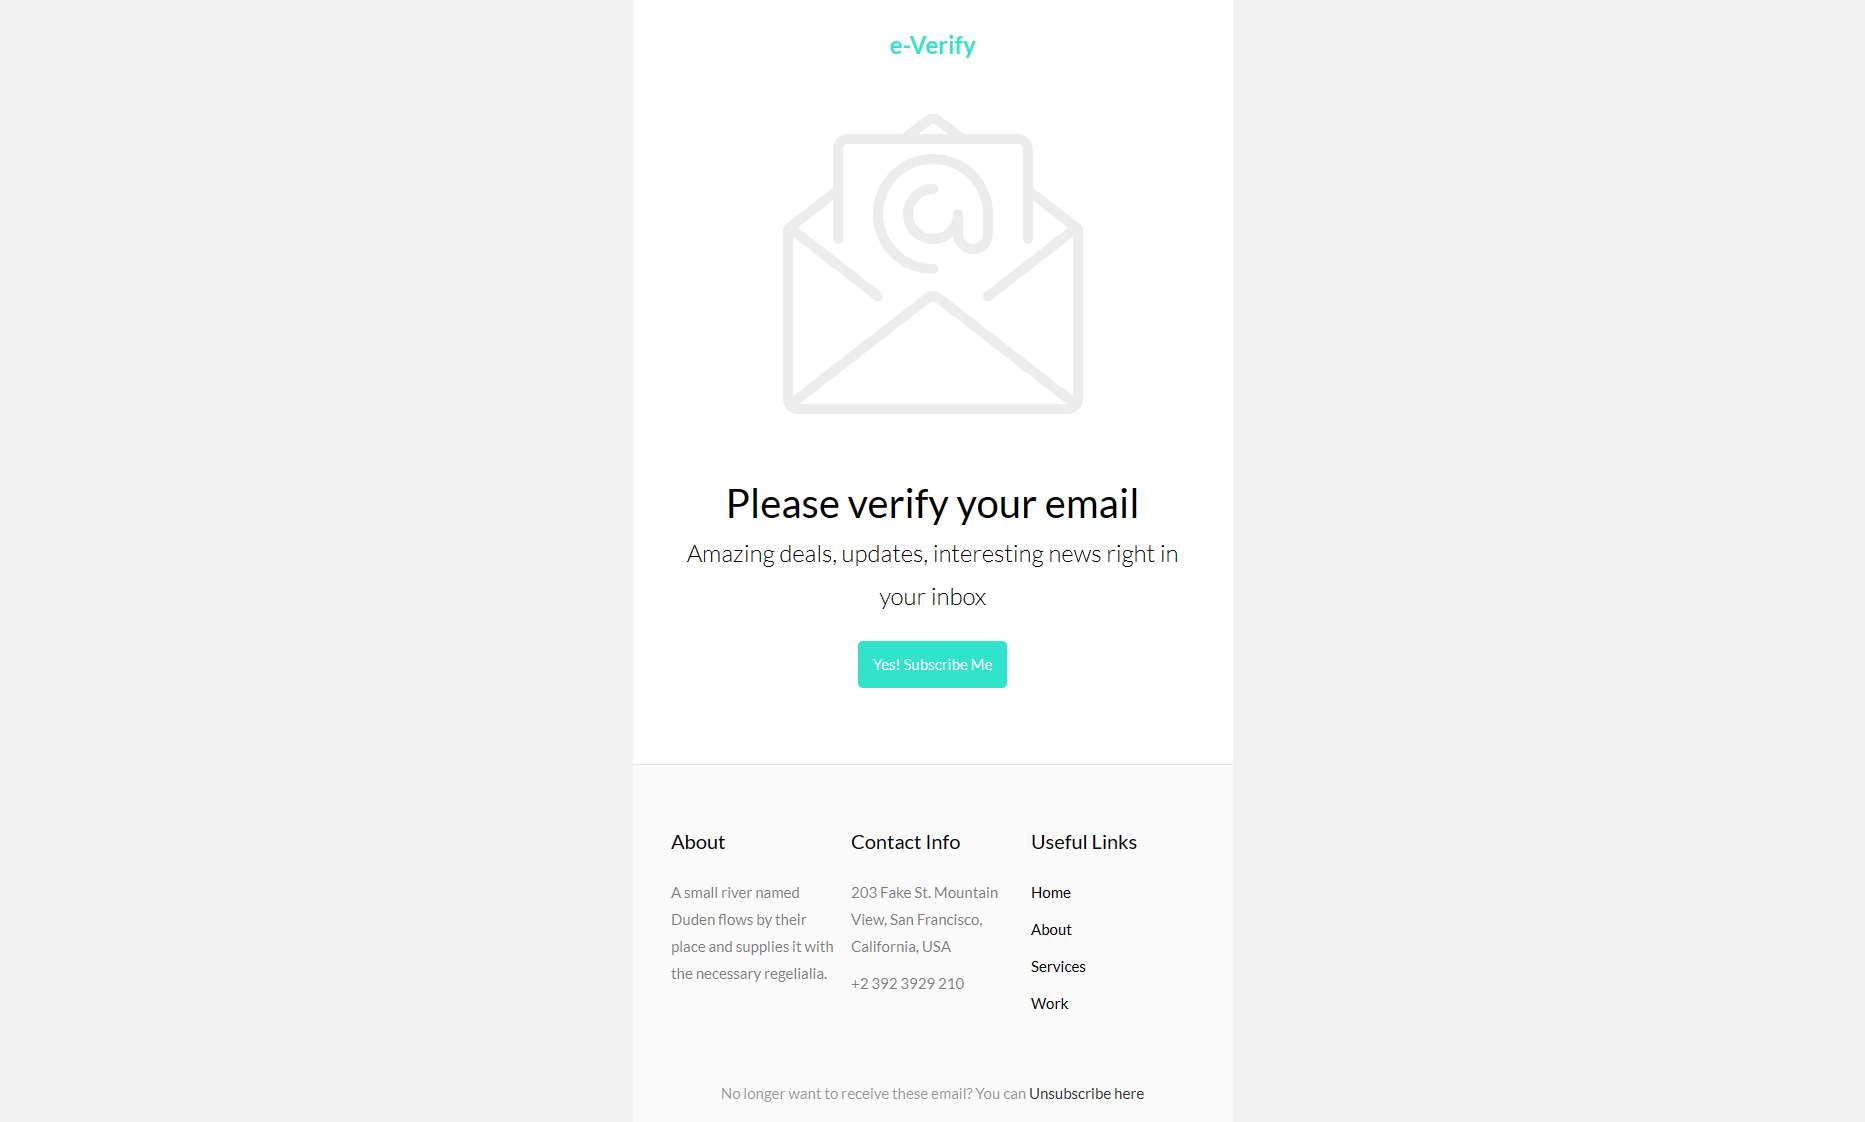 e-Verify
Please verify your email
Amazing deals, updates, interesting news right in
your inbox
Yes! Subscribe Me
About
A small river named
Duden flows by their
place and supplies it with
the necessary regelialia.
Contact Info
203 Fake St. Mountain
View, San Francisco,
California, USA
+2 392 3929 210
Useful Links
Home
About
Services
Work
No longer want to receive these email? You can Unsubscribe here